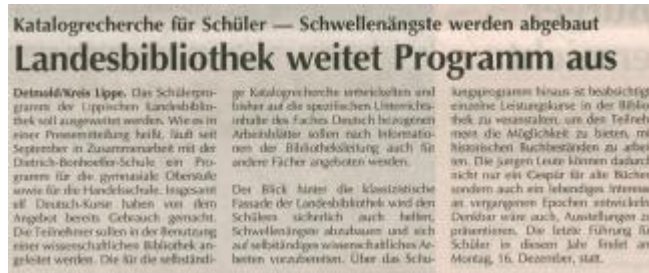 Katalogrecherche für Schüler — Schwellenängste werden abgebaut
Landesbibliothek weitet Programm aus
Detmold/Kreis Lippe. Das Schülerpro-
gramm der Lippischen Landesbiblio-
thek soll ausgeweitet werden. Wie es in
einer Pressemitteilung heißt, läuft seit
September in Zusammenarbeit mit der
Dietrich-Bonhoeffer-Schule ein Pro-
gramm für die gymnasiale Oberstufe
sowie für die Handelsschule. Insgesamt
elf Deutsch-Kurse haben von dem
Angebot bereits Gebrauch gemacht.
Die Teilnehmer sollen in der Benutzung
einer wissenschaftlichen Bibliothek an-
geleitet werden. Die für die selbständi-
ge Katalogrecherche entwickelten und
bisher auf die spezifischen Unterrichts-
inhalte des Faches Deutsch bezogenen
Arbeitsblätter sollen nach Informatio-
nen der Bibliotheksleitung auch für
andere Fächer angeboten werden.
Der Blick hinter die klassizistische
Fassade der Landesbibliothek wird den
Schülern sicherlich auch helfen,
Schwellenängste abzubauen und sich
auf selbständiges wissenschaftliches Ar-
beiten vorzubereiten. Über das Schu-
lungsprogramm hinaus ist beabsichtigt
einzelne Leistungskurse in der Biblio
thek zu veranstalten, um den Teilneh
mern die Möglichkeit zu bieten, mi
historischen Buchbeständen zu arbei
ten. Die jungen Leute können dadurch
nicht nur ein Gespür für alte Bücher
sondern auch ein lebendiges Interess
an vergangenen Epochen entwickeln
Denkbar wäre auch, Ausstellungen z
präsentieren. Die letzte Führung fü
Schüler in diesem Jahr findet am
Montag, 16. Dezember, statt.